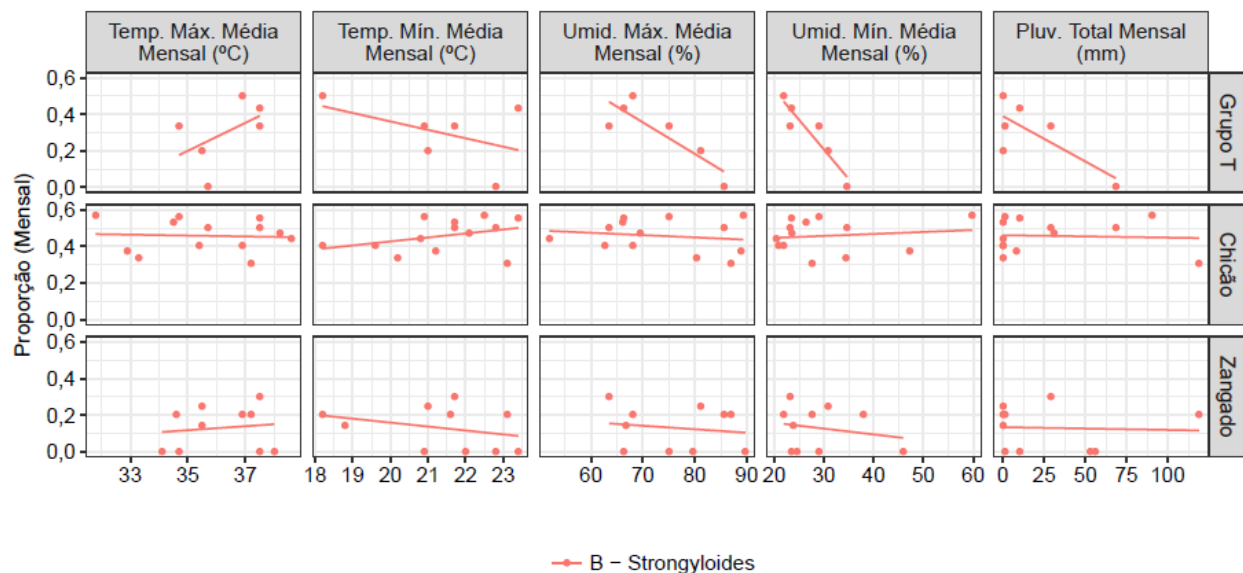 Temp. Máx. Média
Mensal (ºC)
Temp. Mín. Média
Mensal (ºC)
Umid. Máx. Média
Mensal (%)
Umid. Mín. Média
Mensal (%)
Pluv. Total Mensal
(mm)
Proporção (Mensal)
0,6
0,4
0,2
0,0
Grupo T
0,6
0,4
0,2
0,0
Chicão
0,6
0,4
0,2
0,0
Zangado
33 35 37
18 19 20 21 22 23
60 70 80 90
20 30 40 50 60
0 25 50 75 100
B − Strongyloides